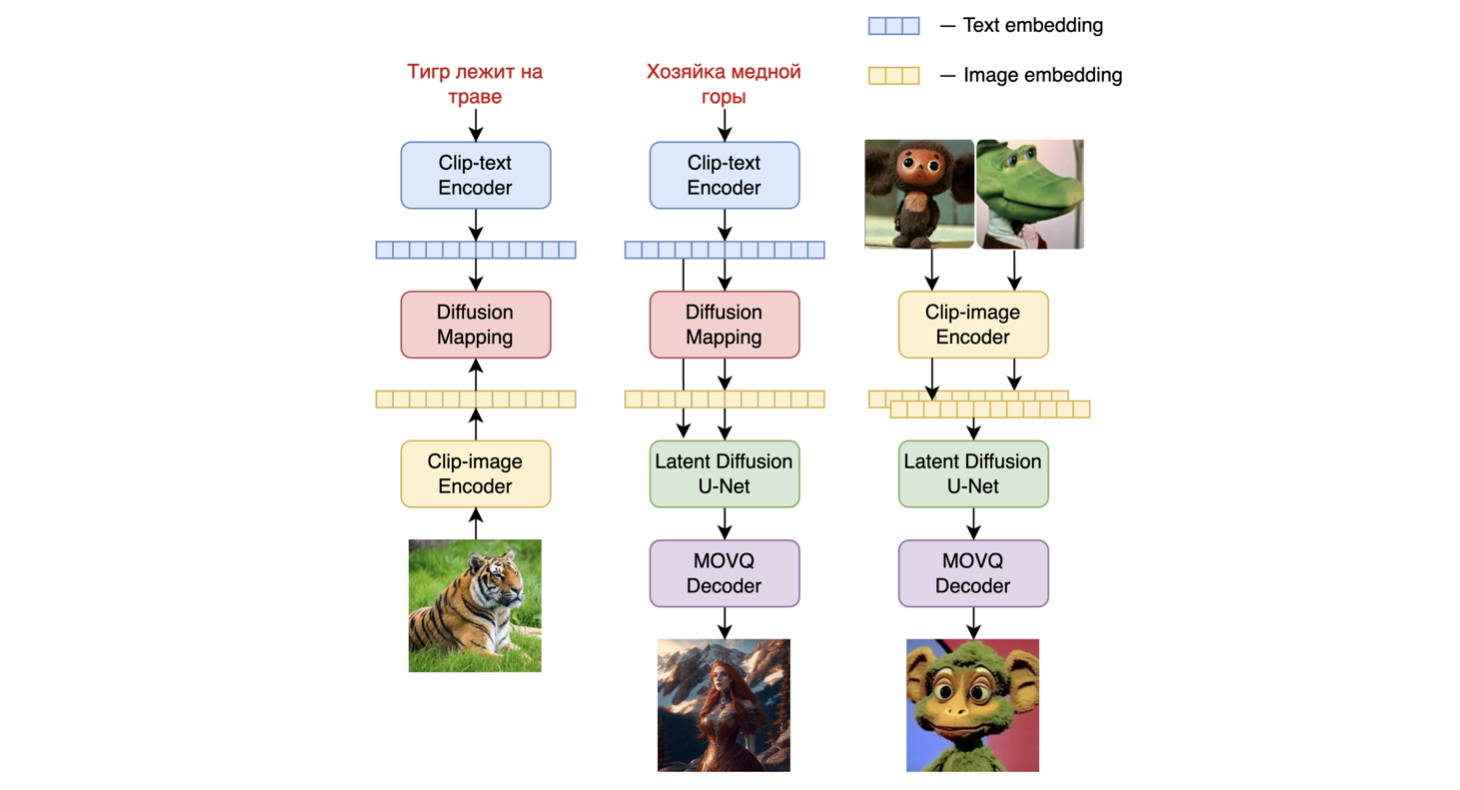 — Text embedding
— Image embedding
Тигр лежит на
траве
Clip-text
Encoder
Diffusion
Mapping
Clip-image
Encoder
Хозяйка медной
горы
Clip-text
Encoder
Diffusion
Mapping
Latent Diffusion
U-Net
MOVQ
Decoder
Clip-image
Encoder
Latent Diffusion
U-Net
MOVQ
Decoder